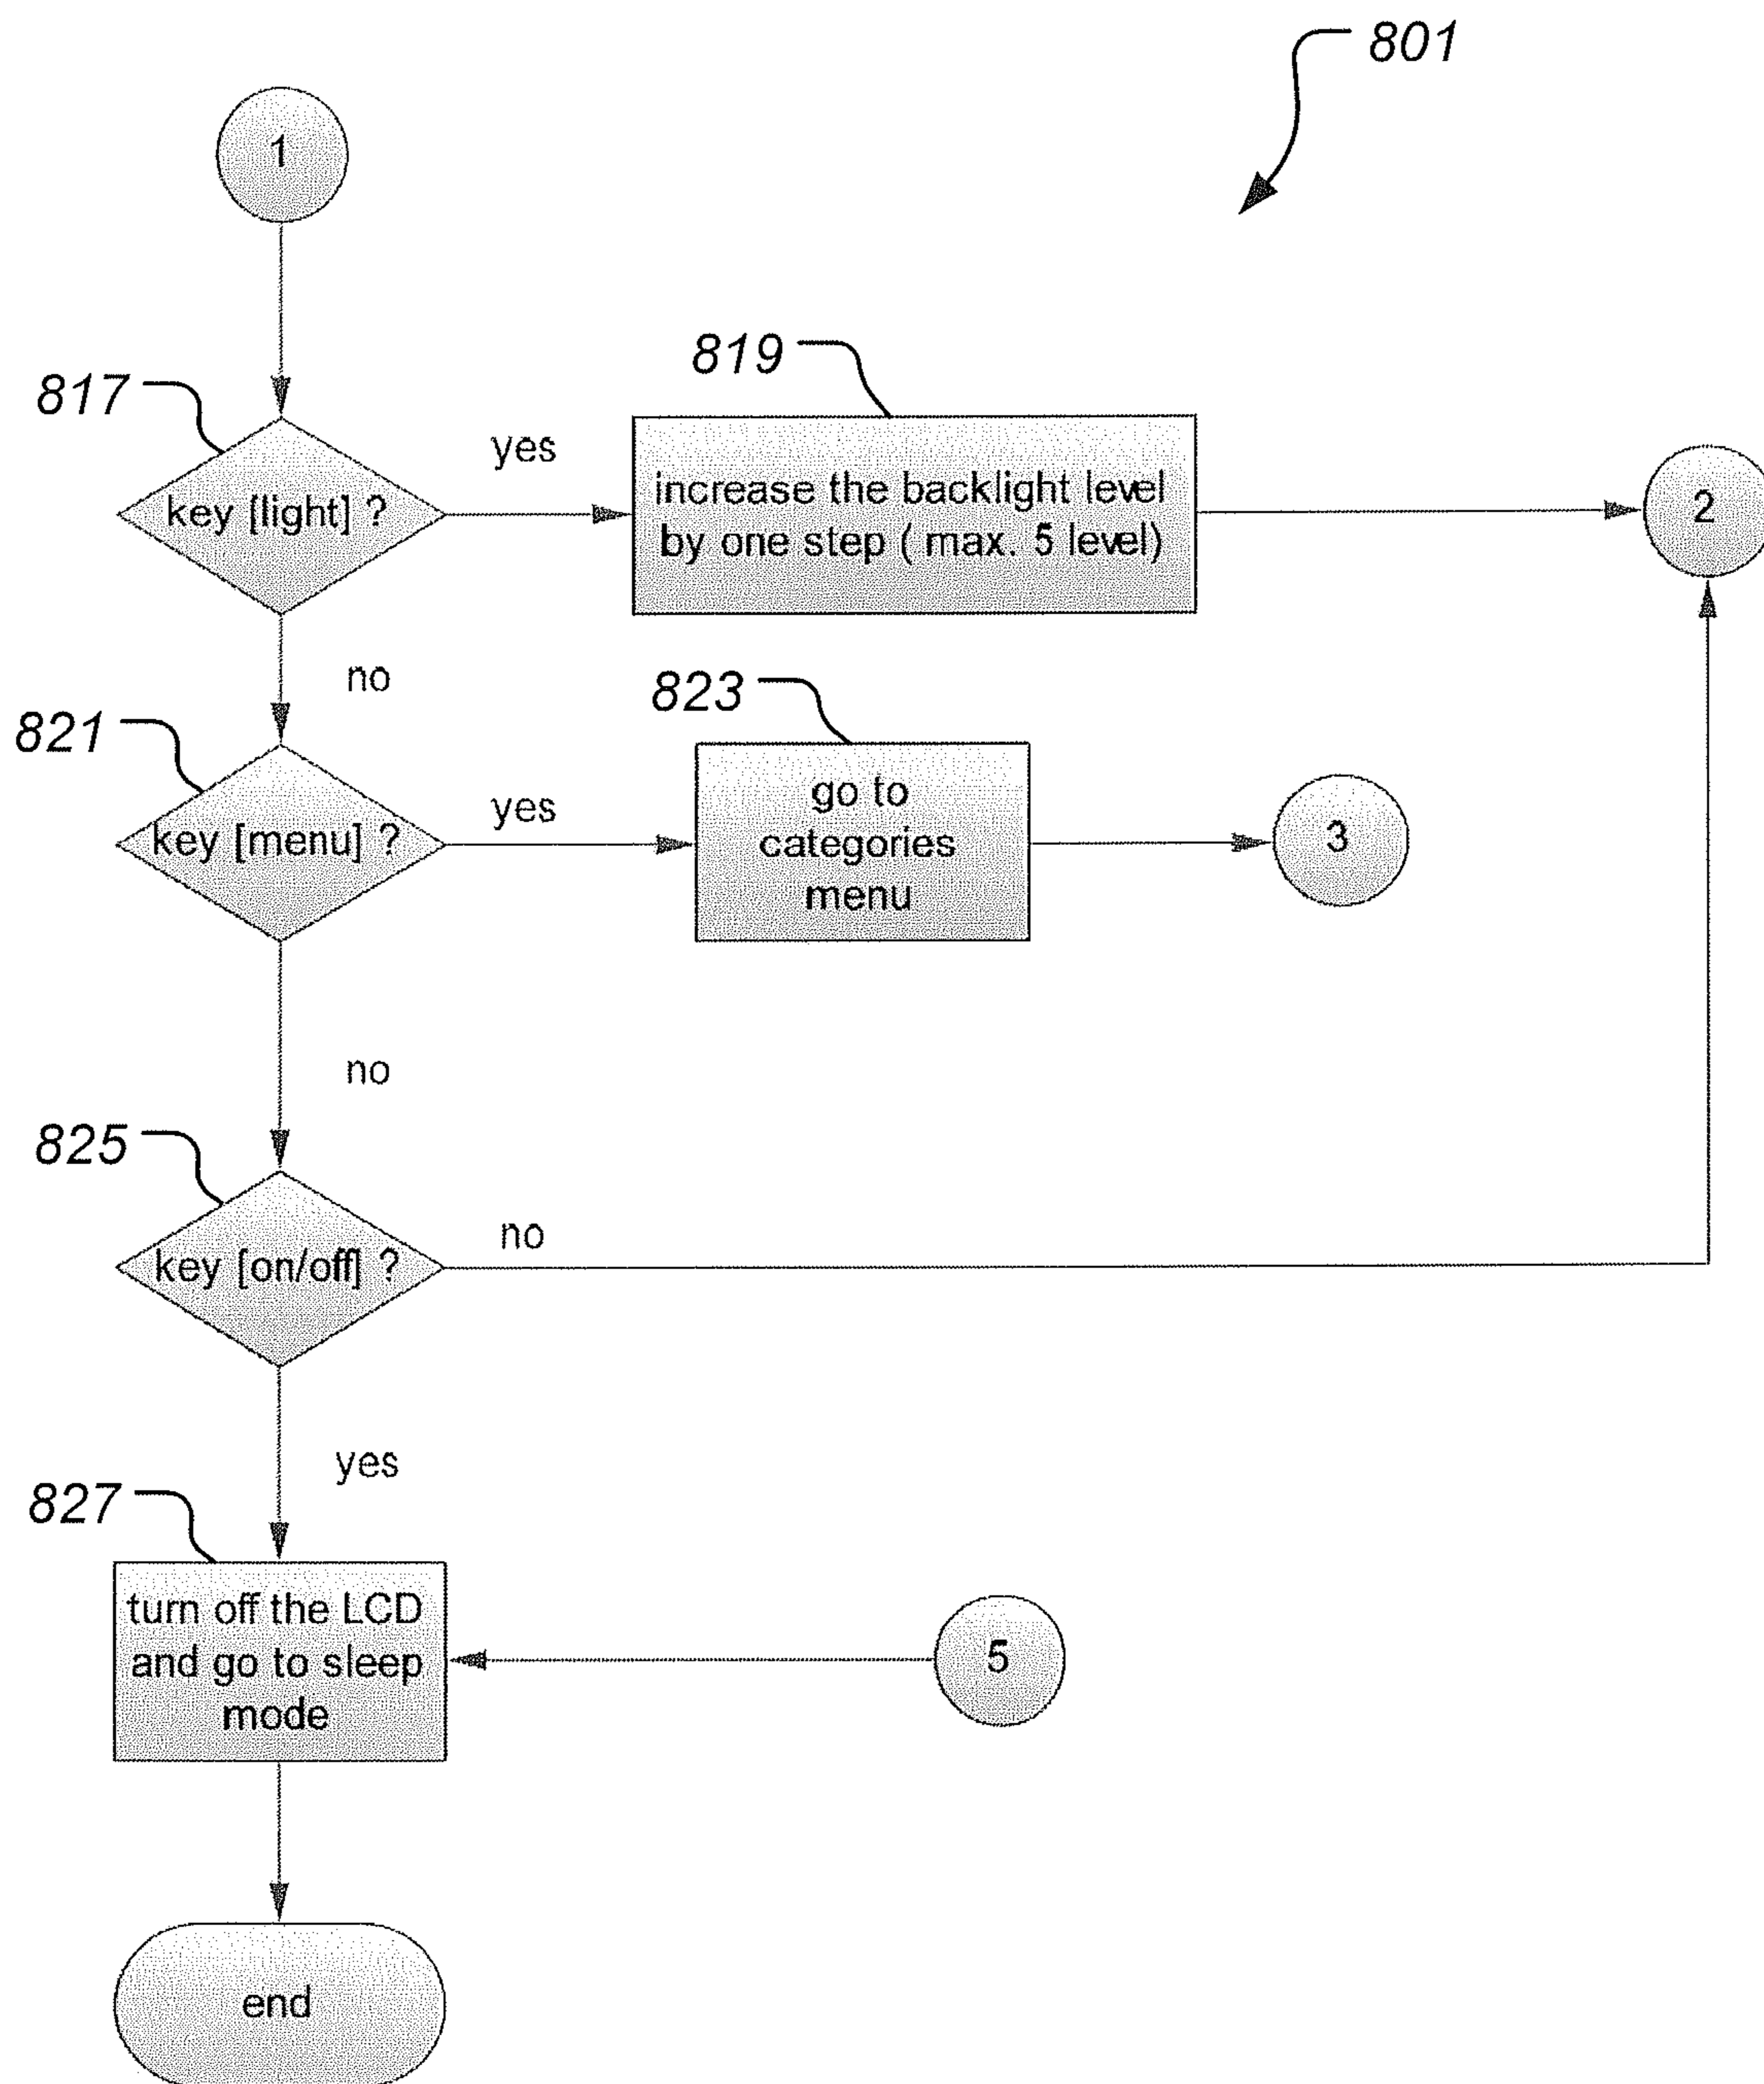 801
1
817
key [light] ?
yes
819
increase the backlight level
by one step ( max. 5 level)
2
no
821
key [menu] ?
yes
823
go to
categories
menu
3
no
825
key [on/off] ?
no
yes
827
turn off the LCD
and go to sleep
mode
5
end